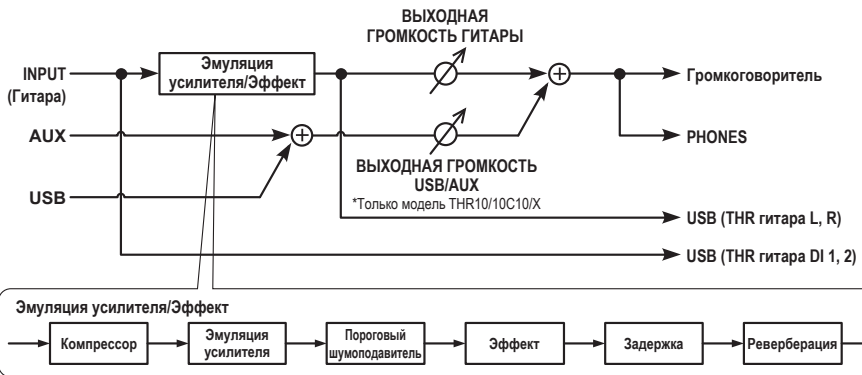 ВЫХОДНАЯ
ГРОМКОСТЬ ГИТАРЫ
INPUT
(Гитара)
Эмуляция
усилителя/Эффект
Громкоговоритель
AUX
PHONES
ВЫХОДНАЯ ГРОМКОСТЬ
USB/AUX
*Только модель THR10/10C10/X
USB
USB (THR гитара L, R)
USB (THR гитара DI 1, 2)
Эмуляция усилителя/Эффект
Компрессор
Эмуляция
усилителя
Пороговый
шумоподавитель
Эффект
Задержка
Реверберация